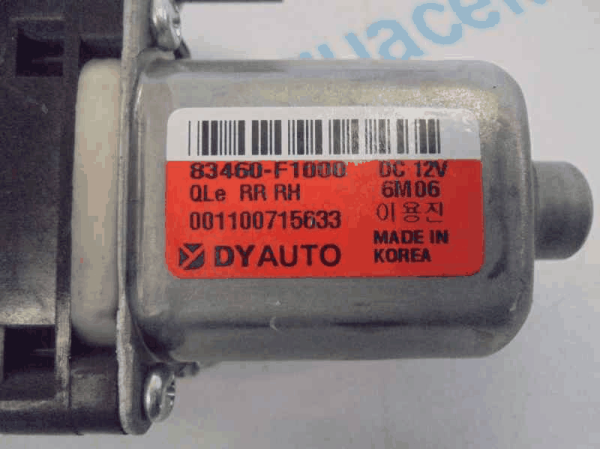 83460-F1000 DC 12V
QLe RR RH 6M06
001100715633 이용진
DYAUTO MADE IN
KOREA